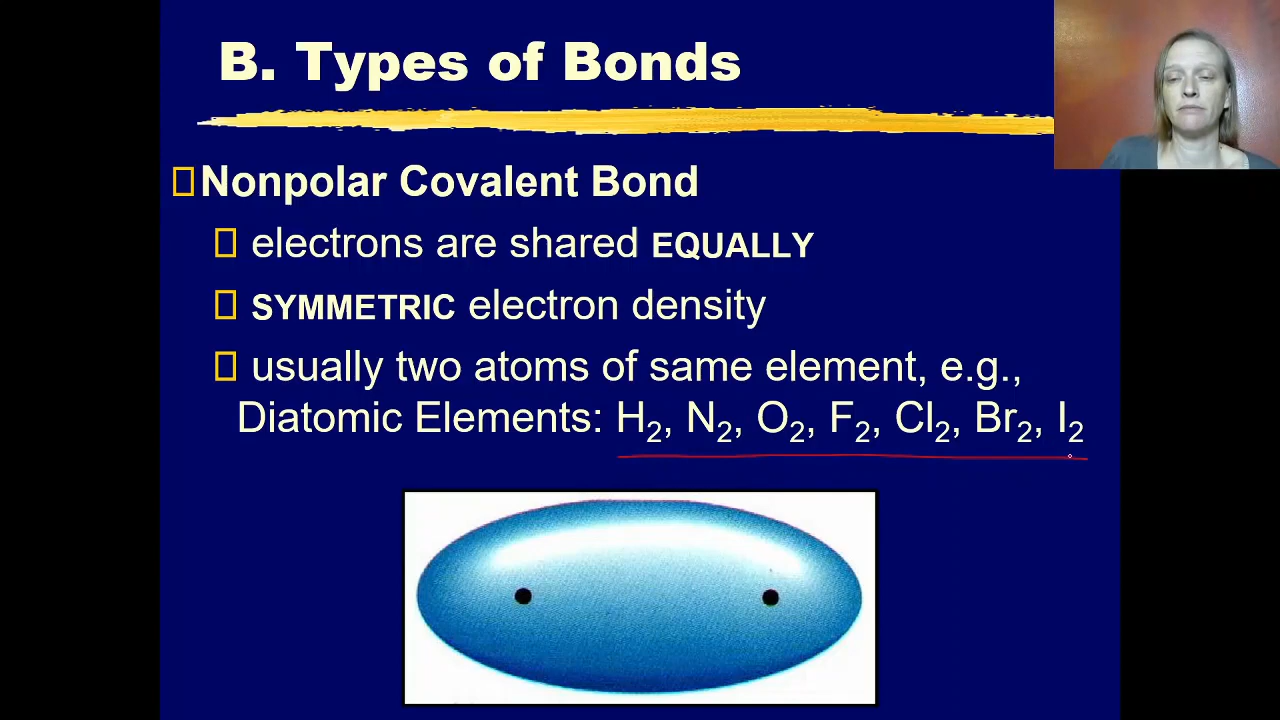 B. Types of Bonds
Nonpolar Covalent Bond
electrons are shared EQUALLY
SYMMETRIC electron density
usually two atoms of same element, e.g.,
Diatomic Elements: H₂, N₂, O₂, F₂, Cl₂, Br₂, I₂